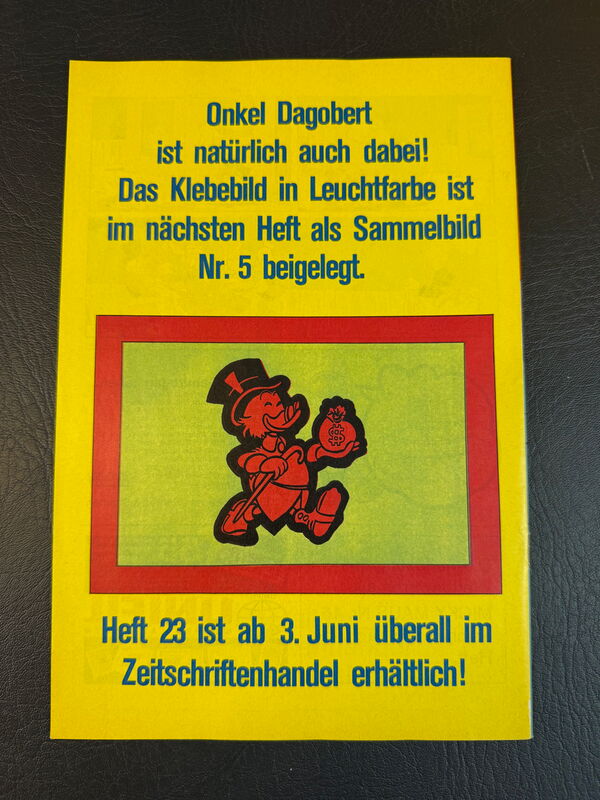 Onkel Dagobert
ist natürlich auch dabei!
Das Klebebild in Leuchtfarbe ist
im nächsten Heft als Sammelbild
Nr. 5 beigelegt.
$
Heft 23 ist ab 3. Juni überall im
Zeitschriftenhandel erhältlich!